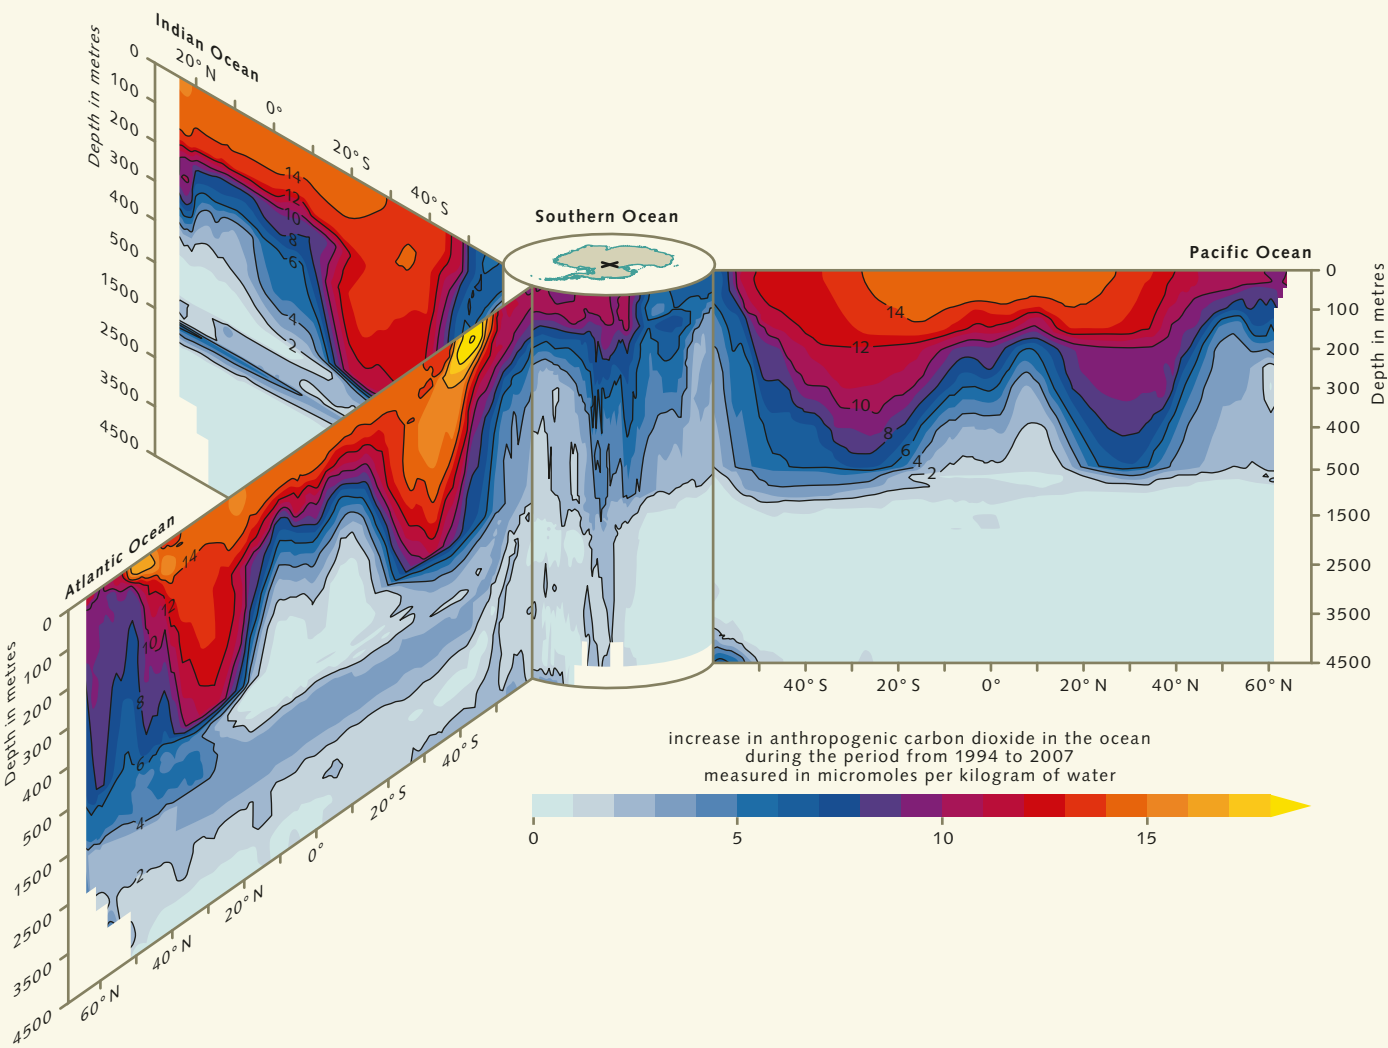 Indian Ocean
Depth in metres
0
100
200
300
400
500
1500
2500
3500
4500
20° N
0°
20° S
40° S
14
12
10
8
6
4
2
Southern Ocean
Pacific Ocean
Depth in metres
0
100
200
300
400
500
1500
2500
3500
4500
14
12
10
8
6
4
2
40° S
20° S
0°
20° N
40° N
60° N
Atlantic Ocean
Depth in metres
0
100
200
300
400
500
1500
2500
3500
4500
14
12
10
8
6
4
2
60° N
40° N
20° N
0°
20° S
40° S
increase in anthropogenic carbon dioxide in the ocean
during the period from 1994 to 2007
measured in micromoles per kilogram of water
0 5 10 15